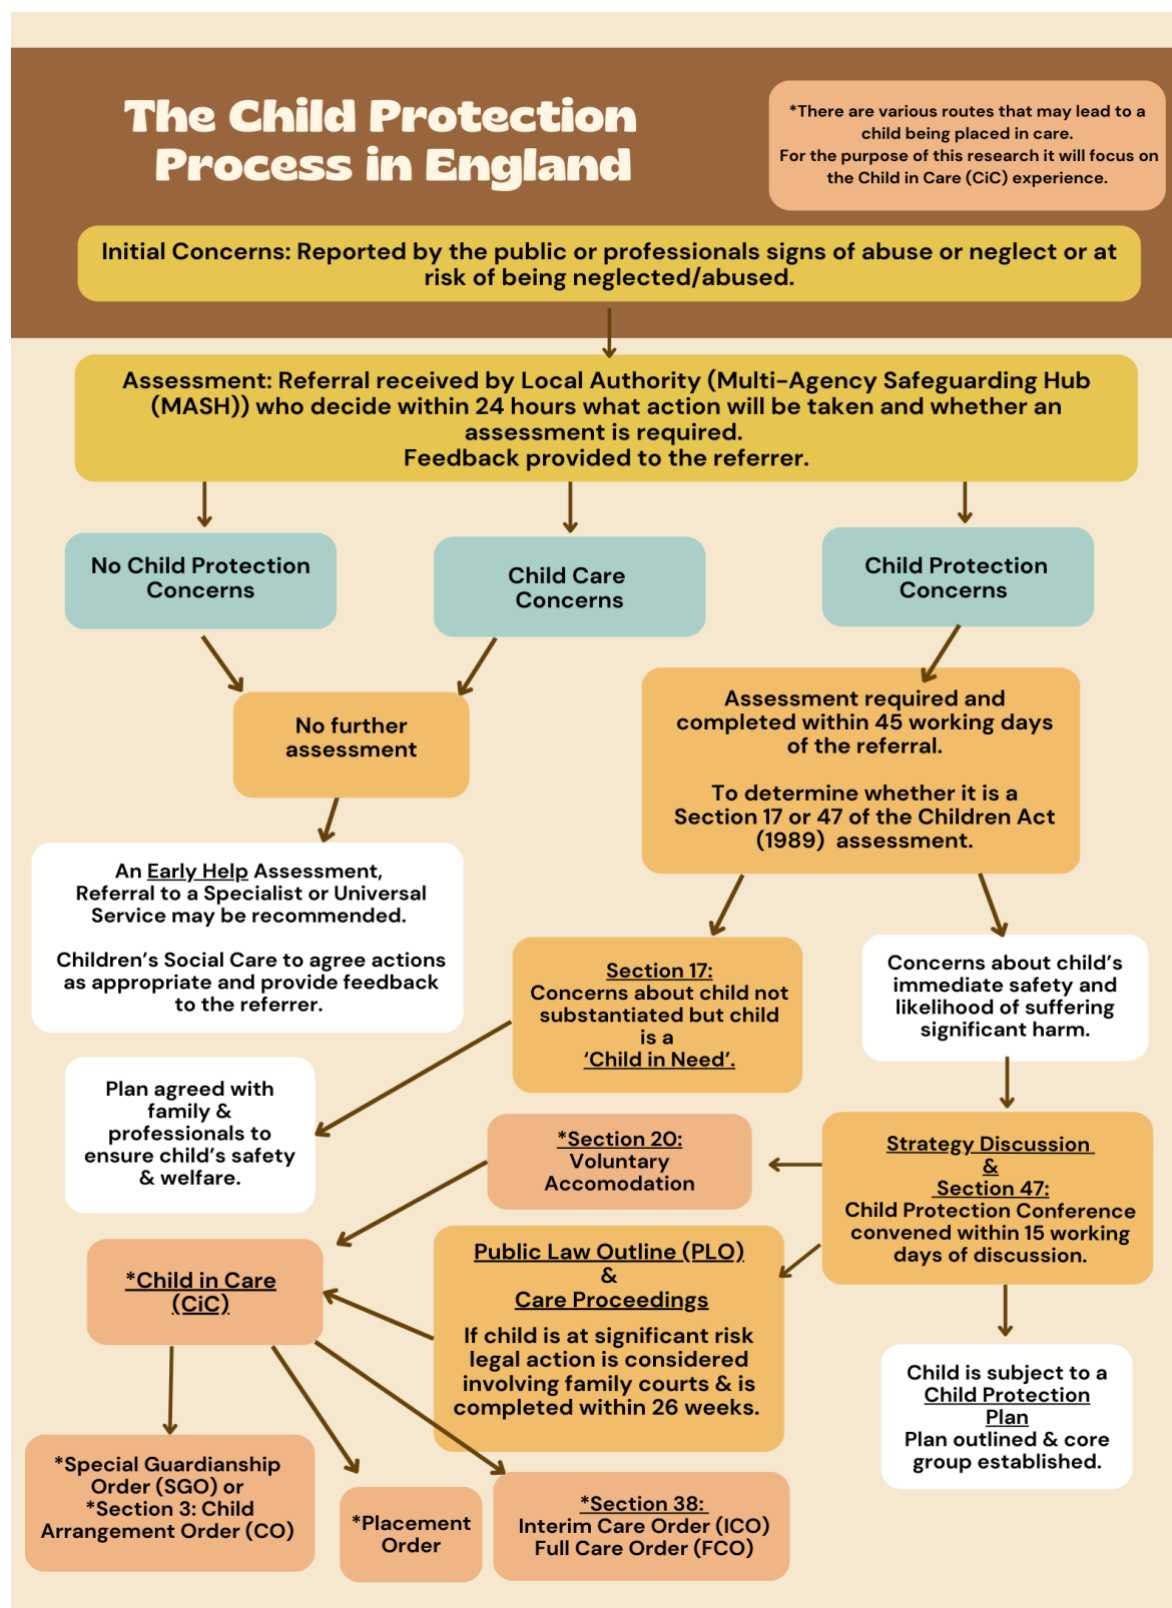 The Child Protection
Process in England
*There are various routes that may lead to a
child being placed in care.
For the purpose of this research it will focus on
the Child in Care (CiC) experience.
Initial Concerns: Reported by the public or professionals signs of abuse or neglect or at
risk of being neglected/abused.
Assessment: Referral received by Local Authority (Multi-Agency Safeguarding Hub
(MASH)) who decide within 24 hours what action will be taken and whether an
assessment is required.
Feedback provided to the referrer.
No Child Protection
Concerns
Child Care
Concerns
Child Protection
Concerns
No further
assessment
Assessment required and
completed within 45 working days
of the referral.
To determine whether it is a
Section 17 or 47 of the Children Act
(1989) assessment.
An Early Help Assessment,
Referral to a Specialist or Universal
Service may be recommended.
Children's Social Care to agree actions
as appropriate and provide feedback
to the referrer.
Section 17:
Concerns about child not
substantiated but child
is a
'Child in Need'.
Concerns about child's
immediate safety and
likelihood of suffering
significant harm.
Plan agreed with
family &
professionals to
ensure child's safety
& welfare.
*Section 20:
Voluntary
Accomodation
Strategy Discussion
&
Section 47:
Child Protection Conference
convened within 15 working
days of discussion.
*Child in Care
(CiC)
Public Law Outline (PLO)
&
Care Proceedings
If child is at significant risk
legal action is considered
involving family courts & is
completed within 26 weeks.
Child is subject to a
Child Protection
Plan
Plan outlined & core
group established.
*Special Guardianship
Order (SGO) or
*Section 3: Child
Arrangement Order (CO)
*Placement
Order
*Section 38:
Interim Care Order (ICO)
Full Care Order (FCO)